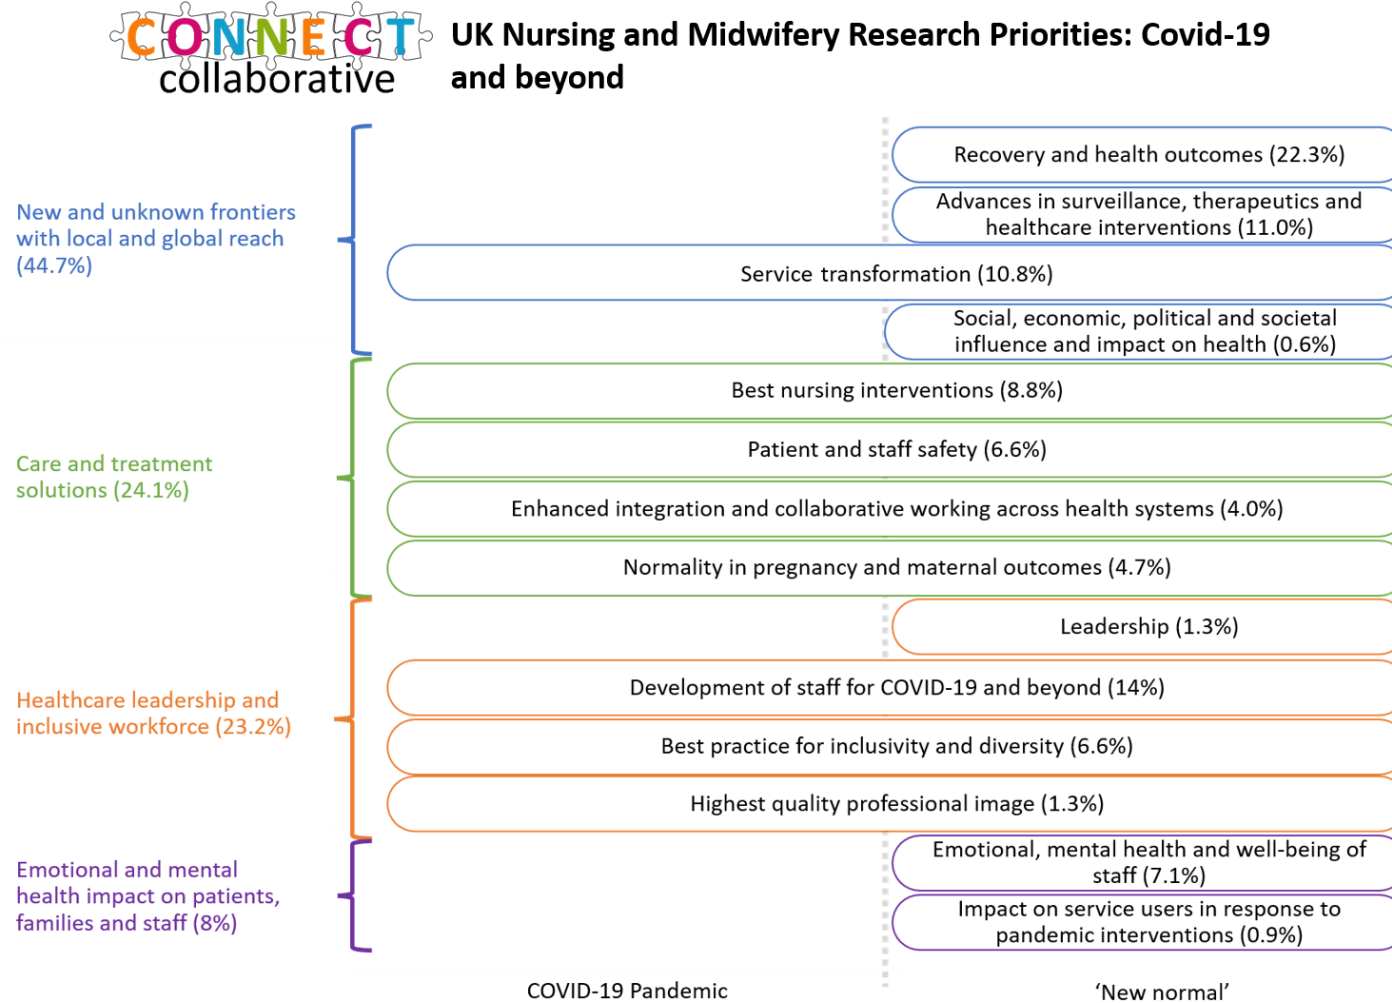 CONNECT
collaborative
UK Nursing and Midwifery Research Priorities: Covid-19
and beyond
New and unknown frontiers
with local and global reach
(44.7%)
Recovery and health outcomes (22.3%)
Advances in surveillance, therapeutics and
healthcare interventions (11.0%)
Service transformation (10.8%)
Social, economic, political and societal
influence and impact on health (0.6%)
Care and treatment
solutions (24.1%)
Best nursing interventions (8.8%)
Patient and staff safety (6.6%)
Enhanced integration and collaborative working across health systems (4.0%)
Normality in pregnancy and maternal outcomes (4.7%)
Healthcare leadership and
inclusive workforce (23.2%)
Leadership (1.3%)
Development of staff for COVID-19 and beyond (14%)
Best practice for inclusivity and diversity (6.6%)
Highest quality professional image (1.3%)
Emotional and mental
health impact on patients,
families and staff (8%)
Emotional, mental health and well-being of
staff (7.1%)
Impact on service users in response to
pandemic interventions (0.9%)
COVID-19 Pandemic
‘New normal’